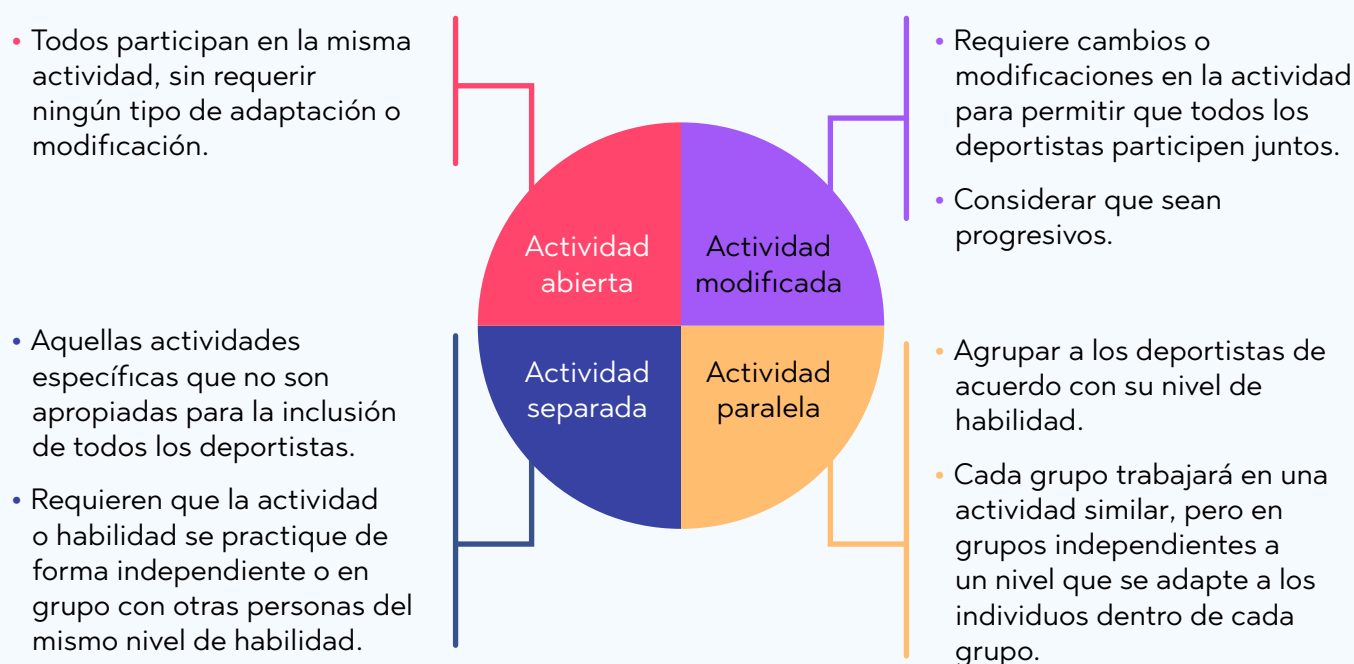 • Todos participan en la misma
actividad, sin requerir
ningún tipo de adaptación o
modificación.
• Requiere cambios o
modificaciones en la actividad
para permitir que todos los
deportistas participen juntos.
• Considerar que sean
progresivos.
Actividad
abierta
Actividad
modificada
Actividad
separada
Actividad
paralela
• Aquellas actividades
específicas que no son
apropiadas para la inclusión
de todos los deportistas.
• Requieren que la actividad
o habilidad se practique de
forma independiente o en
grupo con otras personas del
mismo nivel de habilidad.
• Agrupar a los deportistas de
acuerdo con su nivel de
habilidad.
• Cada grupo trabajará en una
actividad similar, pero en
grupos independientes a
un nivel que se adapte a los
individuos dentro de cada
grupo.